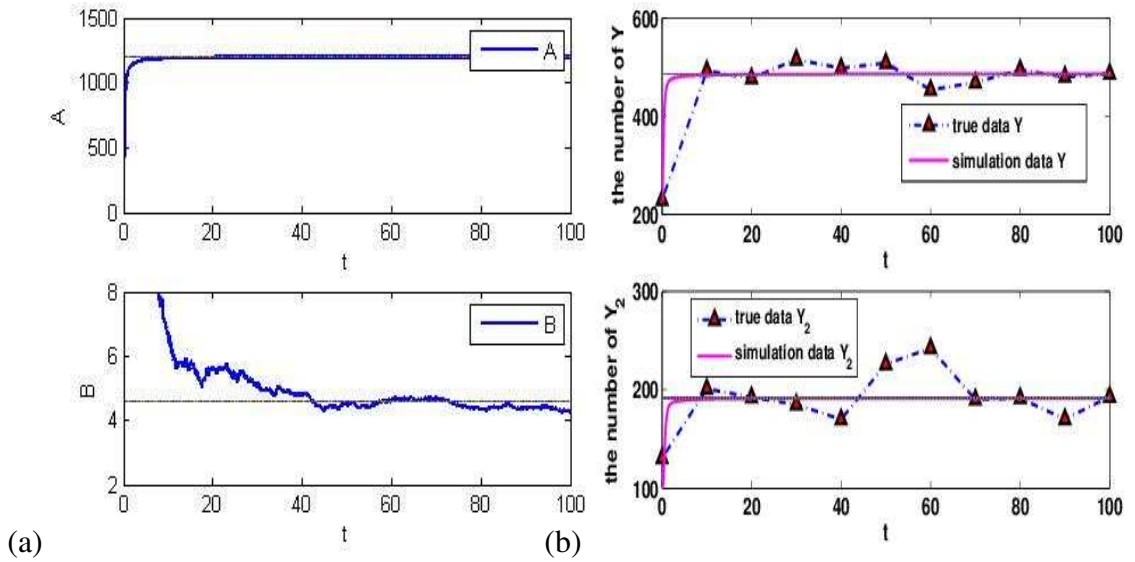 1500
1000
500
0
A
A
0 20 40 60 80 100
t
8
6
4
2
B
B
0 20 40 60 80 100
t
(a)
600
400
200
the number of Y
true data Y
simulation data Y
0 20 40 60 80 100
t
300
200
100
the number of Y₂
true data Y₂
simulation data Y₂
0 20 40 60 80 100
t
(b)